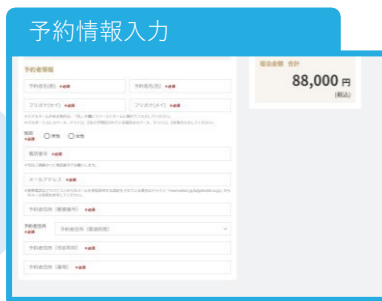 予約情報入力
予約者情報
宿泊金額 合計
88,000 円
(税込)
予約者名(姓) ※必須
予約者名(名) ※必須
フリガナ(セイ) ※必須
フリガナ(メイ) ※必須
性別 ※必須
男性
女性
電話番号 ※必須
メールアドレス ※必須
予約者住所(郵便番号) ※必須
予約者住所 ※必須
予約者住所(都道府県)
予約者住所(市区町村) ※必須
予約者住所(番地) ※必須